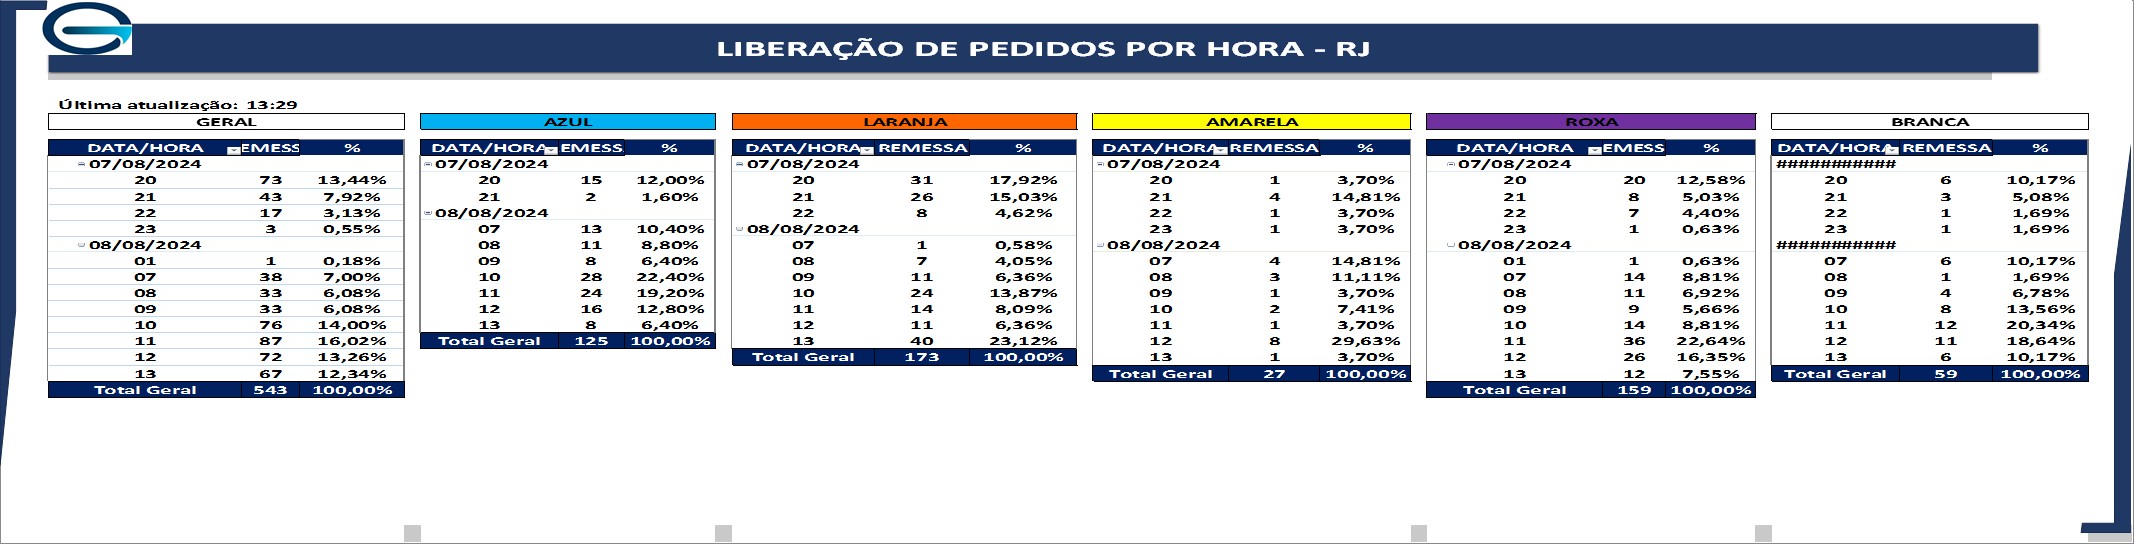 LIBERAÇÃO DE PEDIDOS POR HORA - RJ
Última atualização: 13:29
GERAL
DATA/HORA EMESS %
07/08/2024
20 73 13,44%
21 43 7,92%
22 17 3,13%
23 3 0,55%
08/08/2024
01 1 0,18%
07 38 7,00%
08 33 6,08%
09 33 6,08%
10 76 14,00%
11 87 16,02%
12 72 13,26%
13 67 12,34%
Total Geral 543 100,00%
AZUL
DATA/HORA EMESS %
07/08/2024
20 15 12,00%
21 2 1,60%
08/08/2024
07 13 10,40%
08 11 8,80%
09 8 6,40%
10 28 22,40%
11 24 19,20%
12 16 12,80%
13 8 6,40%
Total Geral 125 100,00%
LARANJA
DATA/HORA REMESSA %
07/08/2024
20 31 17,92%
21 26 15,03%
22 8 4,62%
08/08/2024
07 1 0,58%
08 7 4,05%
09 11 6,36%
10 24 13,87%
11 14 8,09%
12 11 6,36%
13 40 23,12%
Total Geral 173 100,00%
AMARELA
DATA/HORA REMESSA %
07/08/2024
20 1 3,70%
21 4 14,81%
22 1 3,70%
23 1 3,70%
08/08/2024
07 4 14,81%
08 3 11,11%
09 1 3,70%
10 2 7,41%
11 1 3,70%
12 8 29,63%
13 1 3,70%
Total Geral 27 100,00%
ROXA
DATA/HORA EMESS %
07/08/2024
20 20 12,58%
21 8 5,03%
22 7 4,40%
23 1 0,63%
08/08/2024
01 1 0,63%
07 14 8,81%
08 11 6,92%
09 9 5,66%
10 14 8,81%
11 36 22,64%
12 26 16,35%
13 12 7,55%
Total Geral 159 100,00%
BRANCA
DATA/HORA REMESSA %
###########
20 6 10,17%
21 3 5,08%
22 1 1,69%
23 1 1,69%
###########
07 6 10,17%
08 1 1,69%
09 4 6,78%
10 8 13,56%
11 12 20,34%
12 11 18,64%
13 6 10,17%
Total Geral 59 100,00%